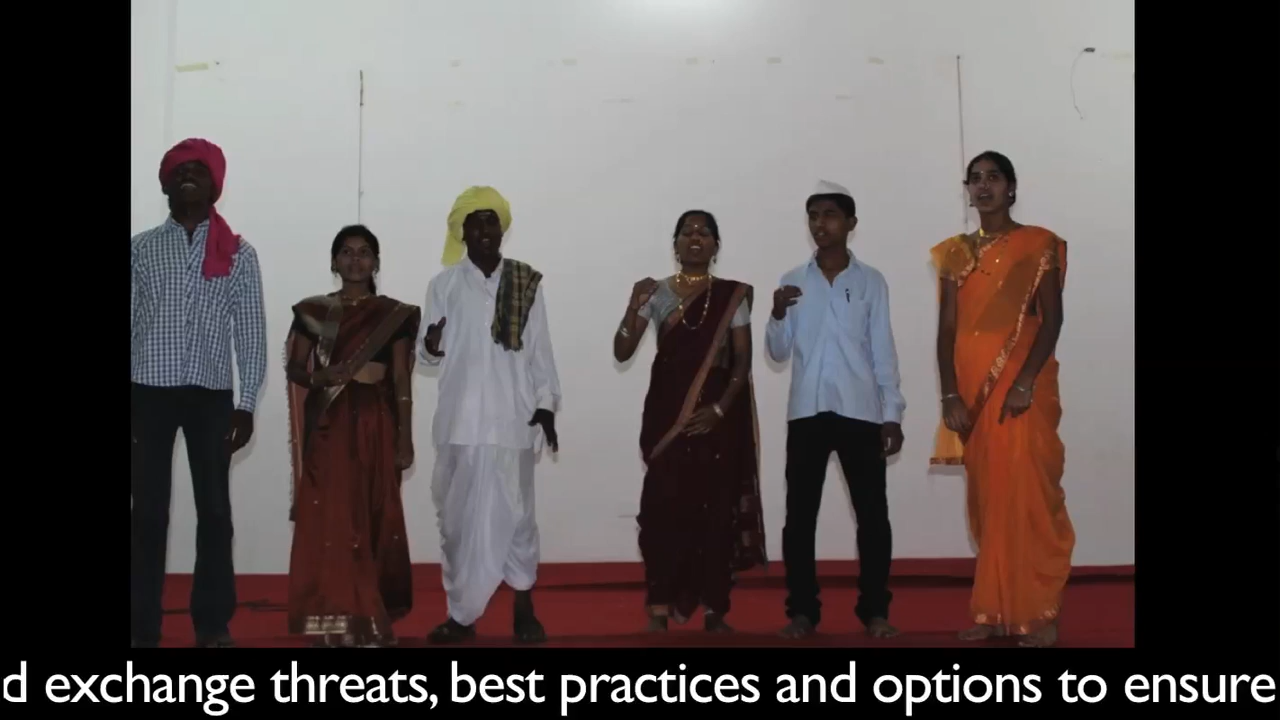 d exchange threats, best practices and options to ensure